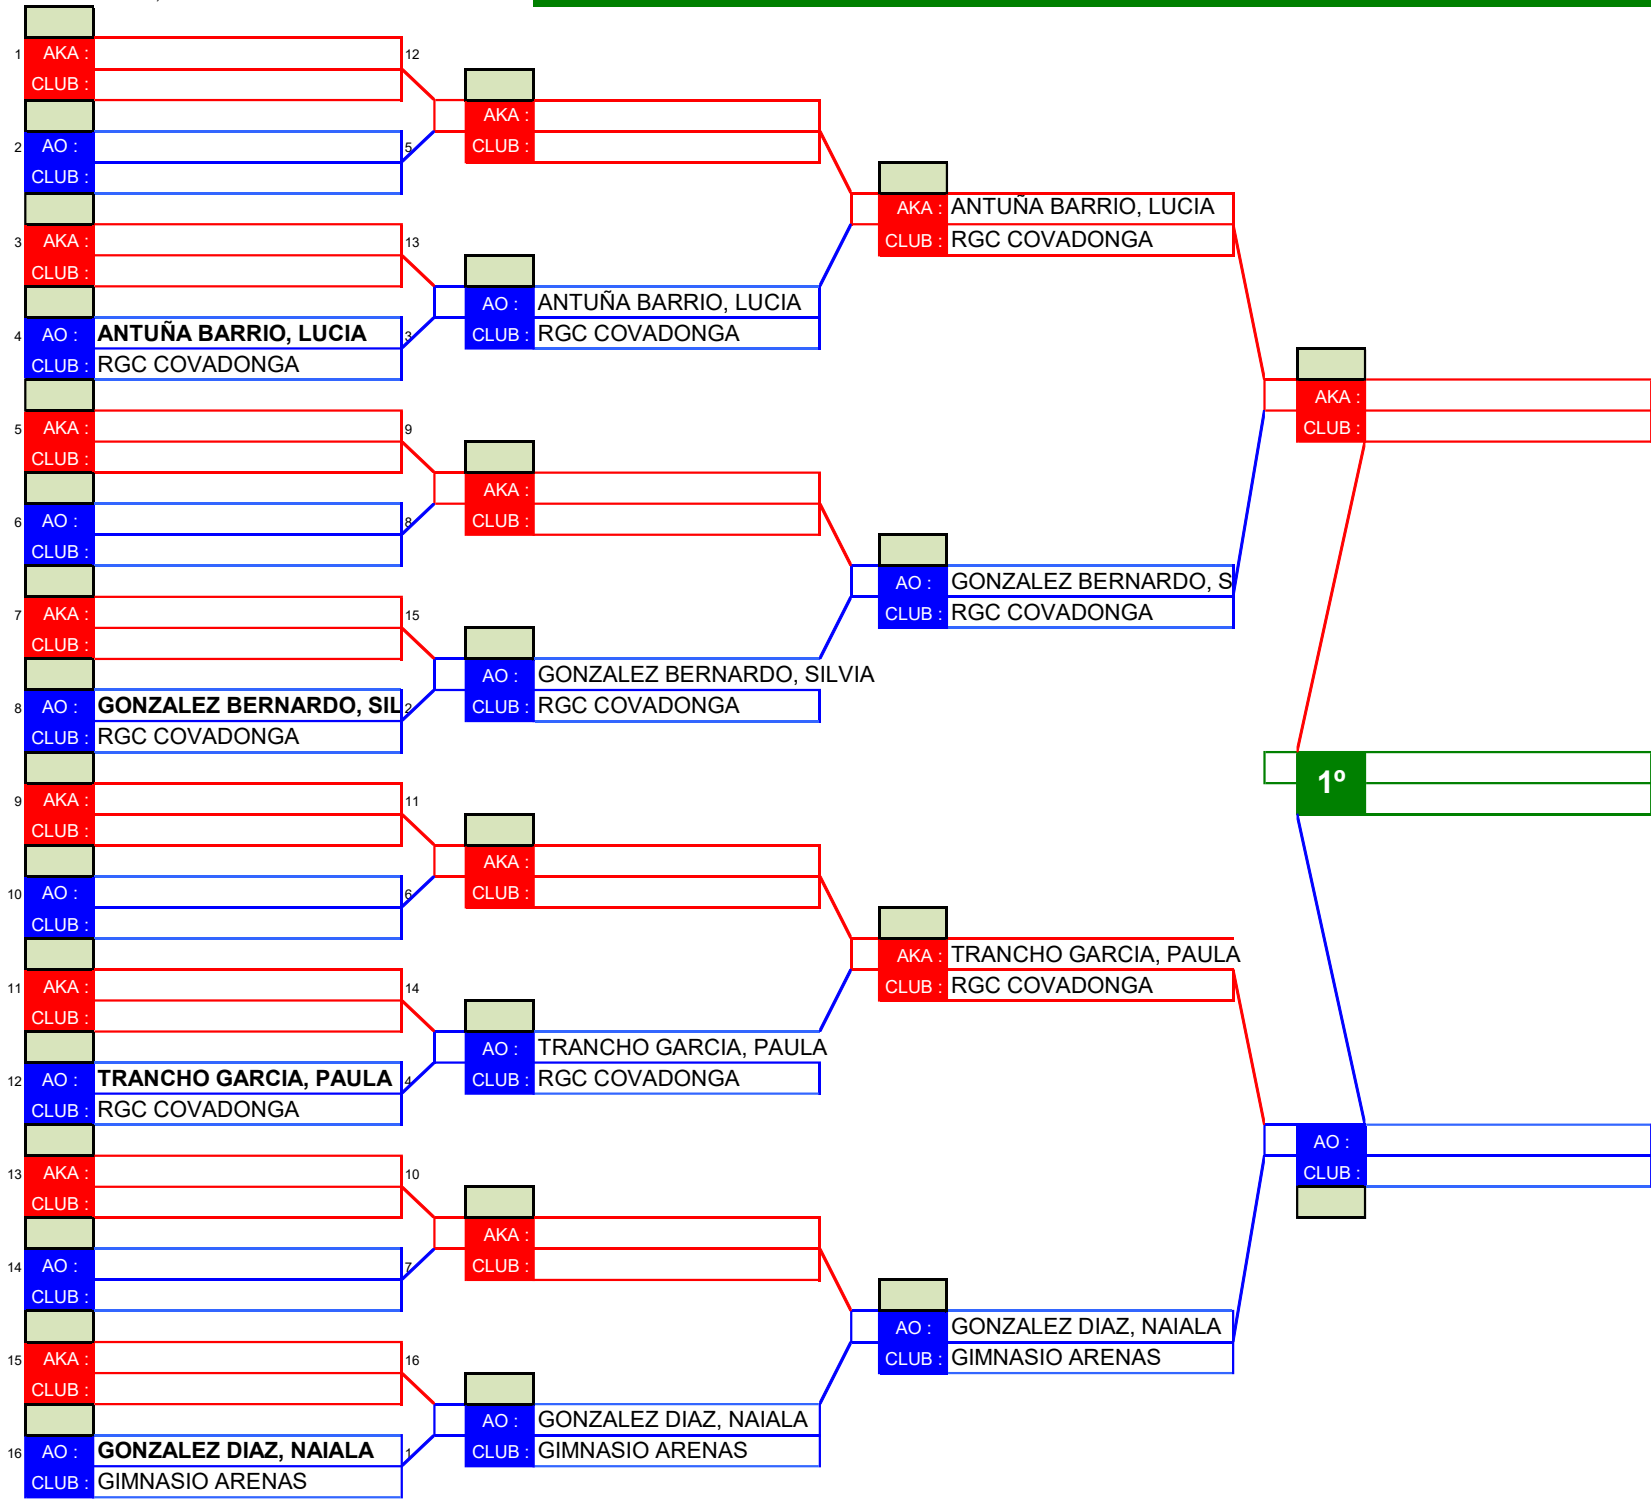 1 AKA : 12
CLUB :
AKA :
2 AO : 5 CLUB :
CLUB :
AKA : ANTUÑA BARRIO, LUCIA
3 AKA : 13 CLUB : RGC COVADONGA
CLUB :
AO : ANTUÑA BARRIO, LUCIA
4 AO : ANTUÑA BARRIO, LUCIA 3 CLUB : RGC COVADONGA
CLUB : RGC COVADONGA
AKA :
5 AKA : 9 CLUB :
CLUB :
AKA :
6 AO : 8 CLUB :
CLUB :
AO : GONZALEZ BERNARDO, S
7 AKA : 15 CLUB : RGC COVADONGA
CLUB :
AO : GONZALEZ BERNARDO, SILVIA
8 AO : GONZALEZ BERNARDO, SIL 2 CLUB : RGC COVADONGA
CLUB : RGC COVADONGA
1º
9 AKA : 11
CLUB :
AKA :
10 AO : 6 CLUB :
CLUB :
AKA : TRANCHO GARCIA, PAULA
11 AKA : 14 CLUB : RGC COVADONGA
CLUB :
AO : TRANCHO GARCIA, PAULA
12 AO : TRANCHO GARCIA, PAULA 4 CLUB : RGC COVADONGA
CLUB : RGC COVADONGA
AO :
13 AKA : 10 CLUB :
CLUB :
AKA :
14 AO : 7 CLUB :
CLUB :
AO : GONZALEZ DIAZ, NAIALA
15 AKA : 16 CLUB : GIMNASIO ARENAS
CLUB :
AO : GONZALEZ DIAZ, NAIALA
16 AO : GONZALEZ DIAZ, NAIALA 1 CLUB : GIMNASIO ARENAS
CLUB : GIMNASIO ARENAS